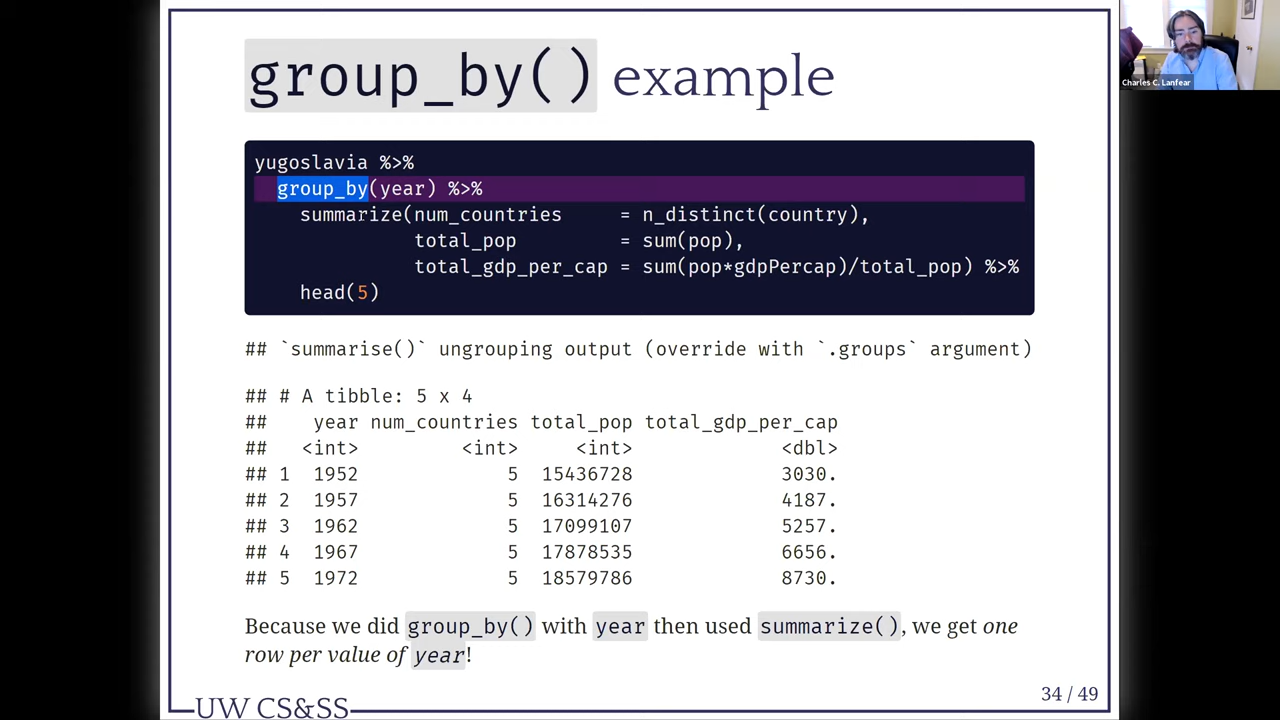 group_by() example
Charles C. Lanfear
yugoslavia %>%
  group_by(year) %>%
    summarize(num_countries     = n_distinct(country),
              total_pop         = sum(pop),
              total_gdp_per_cap = sum(pop*gdpPercap)/total_pop) %>%
    head(5)
## `summarise()` ungrouping output (override with `.groups` argument)
## # A tibble: 5 x 4
##    year num_countries total_pop total_gdp_per_cap
##   <int>         <int>     <int>             <dbl>
## 1  1952             5  15436728             3030.
## 2  1957             5  16314276             4187.
## 3  1962             5  17099107             5257.
## 4  1967             5  17878535             6656.
## 5  1972             5  18579786             8730.
Because we did group_by() with year then used summarize(), we get one
row per value of year!
UW CS&SS
34 / 49